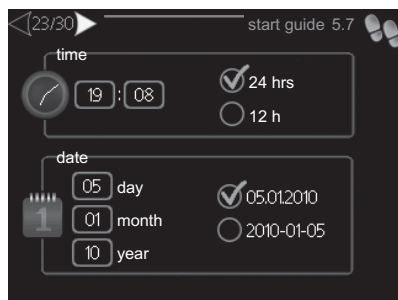 23/30 start guide 5.7
time
19 : 08
24 hrs
12 h
date
05 day
01 month
10 year
05.01.2010
2010-01-05
1